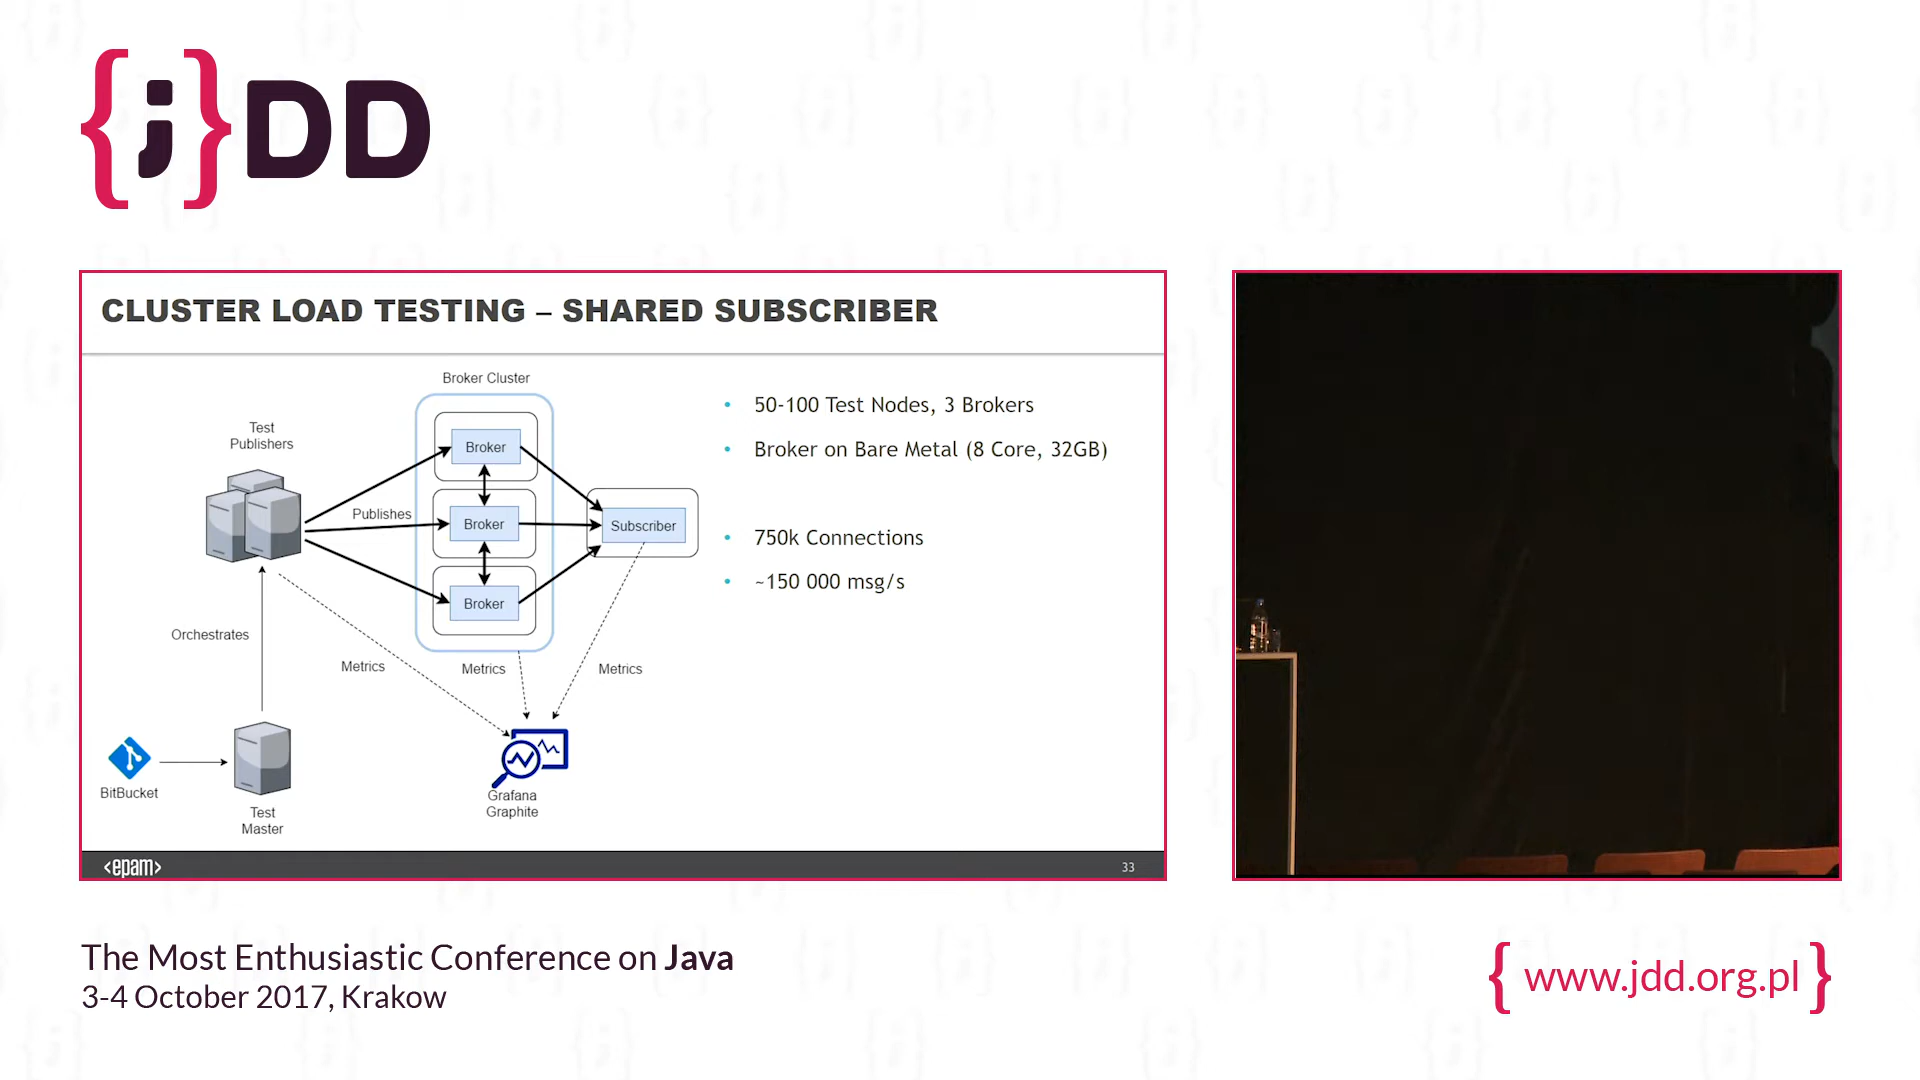 {;}DD
CLUSTER LOAD TESTING – SHARED SUBSCRIBER
Broker Cluster
Test
Publishers
Broker
Publishes
Broker
Subscriber
Broker
Orchestrates
Metrics
Metrics
Metrics
BitBucket
Test
Master
Grafana
Graphite
• 50-100 Test Nodes, 3 Brokers
• Broker on Bare Metal (8 Core, 32GB)
• 750k Connections
• ~150 000 msg/s
<epam>
33
The Most Enthusiastic Conference on Java
3-4 October 2017, Krakow
{ www.jdd.org.pl }